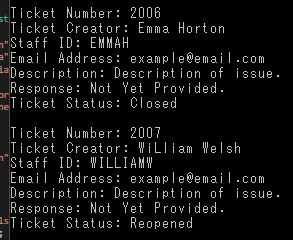 Ticket Number: 2006
Ticket Creator: Emma Horton
Staff ID: EMMAH
Email Address: example@email.com
Description: Description of issue.
Response: Not Yet Provided.
Ticket Status: Closed
Ticket Number: 2007
Ticket Creator: William Welsh
Staff ID: WILLIAMW
Email Address: example@email.com
Description: Description of issue.
Response: Not Yet Provided.
Ticket Status: Reopened